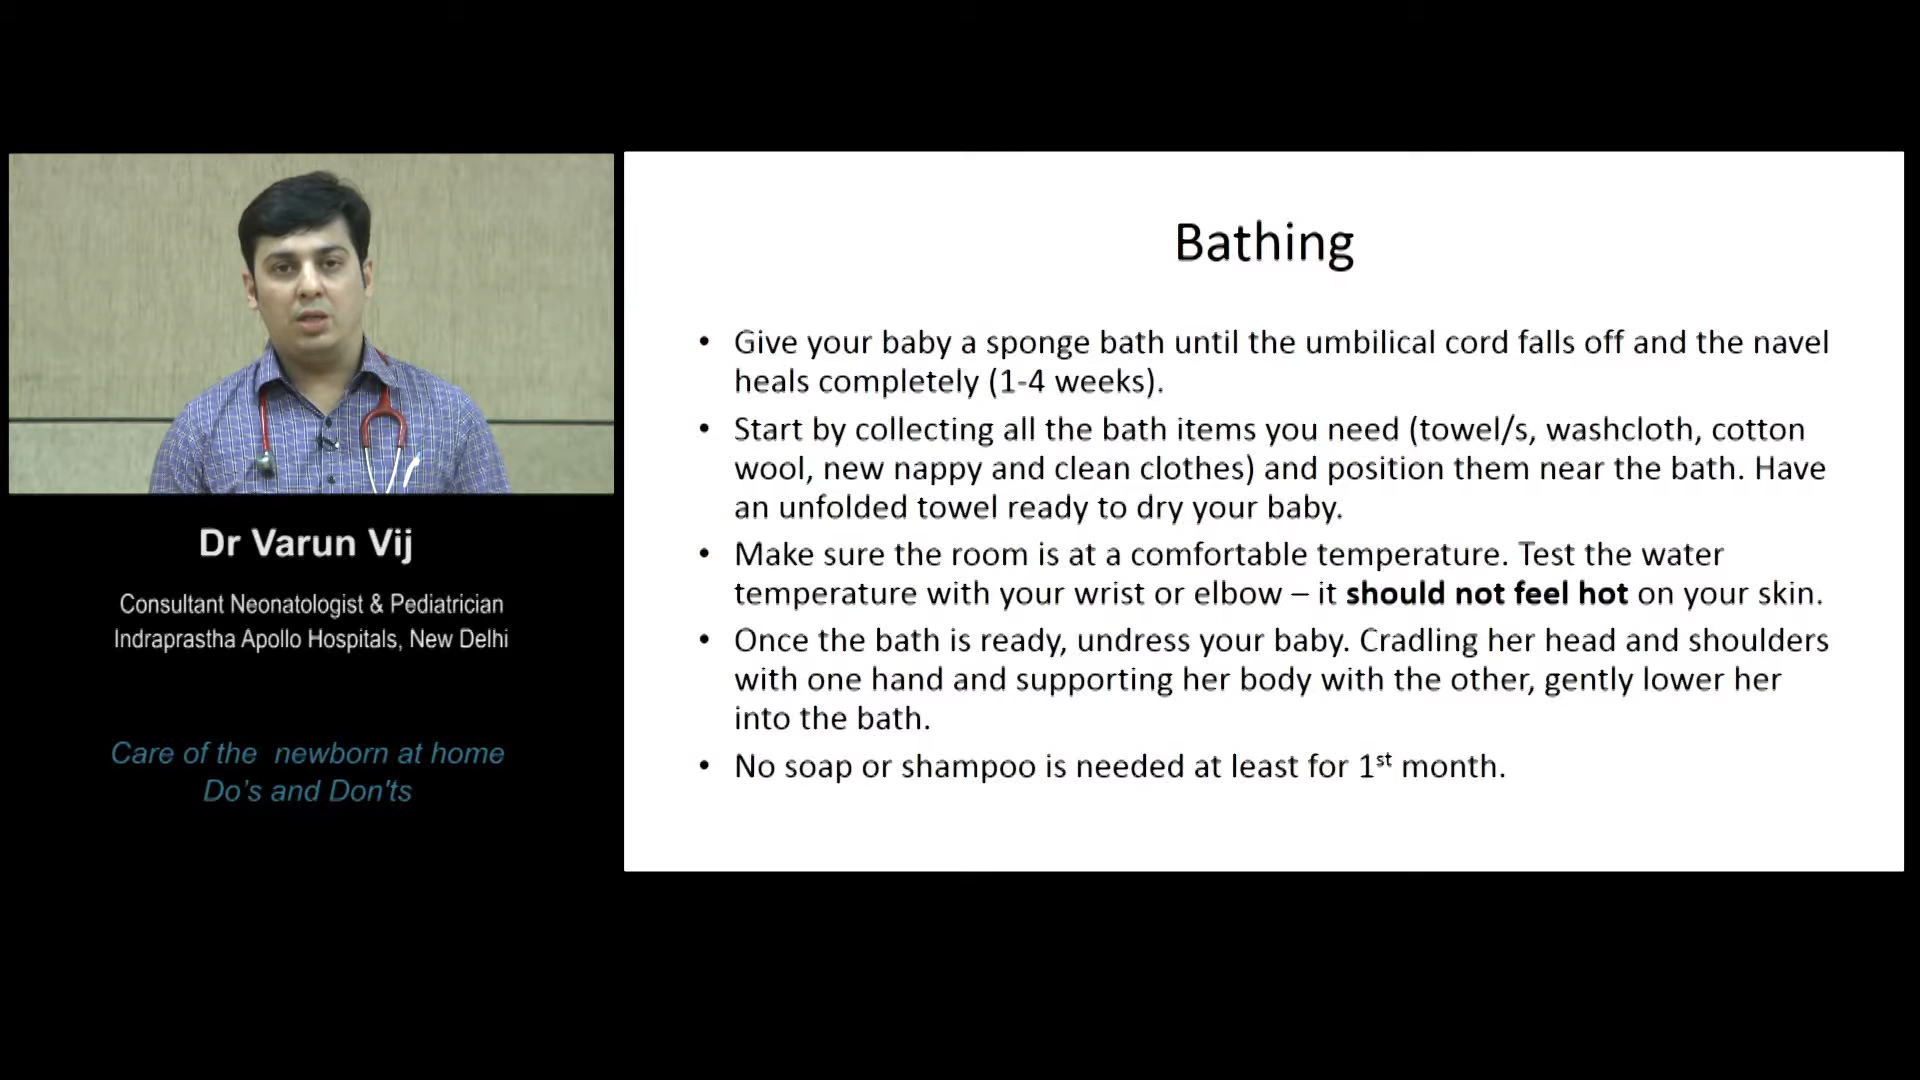 Dr Varun Vij
Consultant Neonatologist & Pediatrician
Indraprastha Apollo Hospitals, New Delhi
Care of the newborn at home
Do's and Don'ts
Bathing
• Give your baby a sponge bath until the umbilical cord falls off and the navel
heals completely (1-4 weeks).
• Start by collecting all the bath items you need (towel/s, washcloth, cotton
wool, new nappy and clean clothes) and position them near the bath. Have
an unfolded towel ready to dry your baby.
• Make sure the room is at a comfortable temperature. Test the water
temperature with your wrist or elbow – it should not feel hot on your skin.
• Once the bath is ready, undress your baby. Cradling her head and shoulders
with one hand and supporting her body with the other, gently lower her
into the bath.
• No soap or shampoo is needed at least for 1st month.